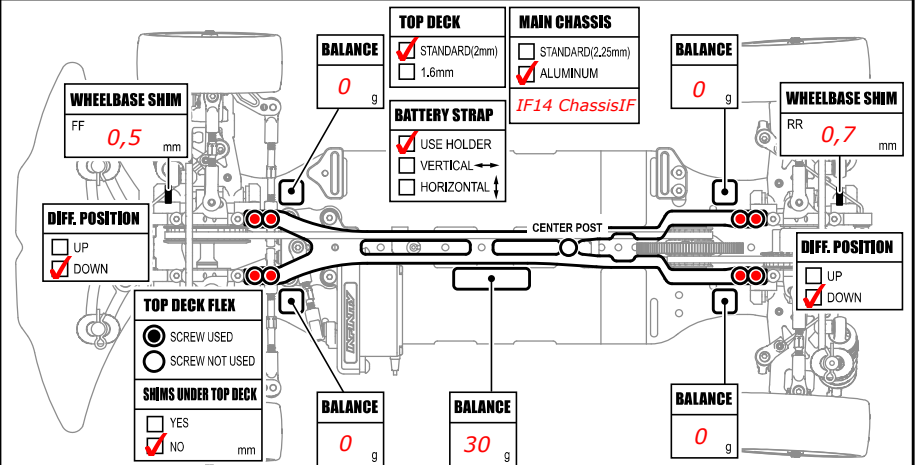 TOP DECK
STANDARD(2mm)
1.6mm
MAIN CHASSIS
STANDARD(2.25mm)
ALUMINUM
IF14 ChassisIF
BALANCE
0
g
BALANCE
0
g
WHEELBASE SHIM
FF
0,5
mm
BATTERY STRAP
USE HOLDER
VERTICAL
HORIZONTAL
WHEELBASE SHIM
RR
0,7
mm
DIFF. POSITION
UP
DOWN
CENTER POST
DIFF. POSITION
UP
DOWN
TOP DECK FLEX
SCREW USED
SCREW NOT USED
SHIMS UNDER TOP DECK
YES
NO
mm
INFINITY
BALANCE
0
g
BALANCE
30
g
BALANCE
0
g